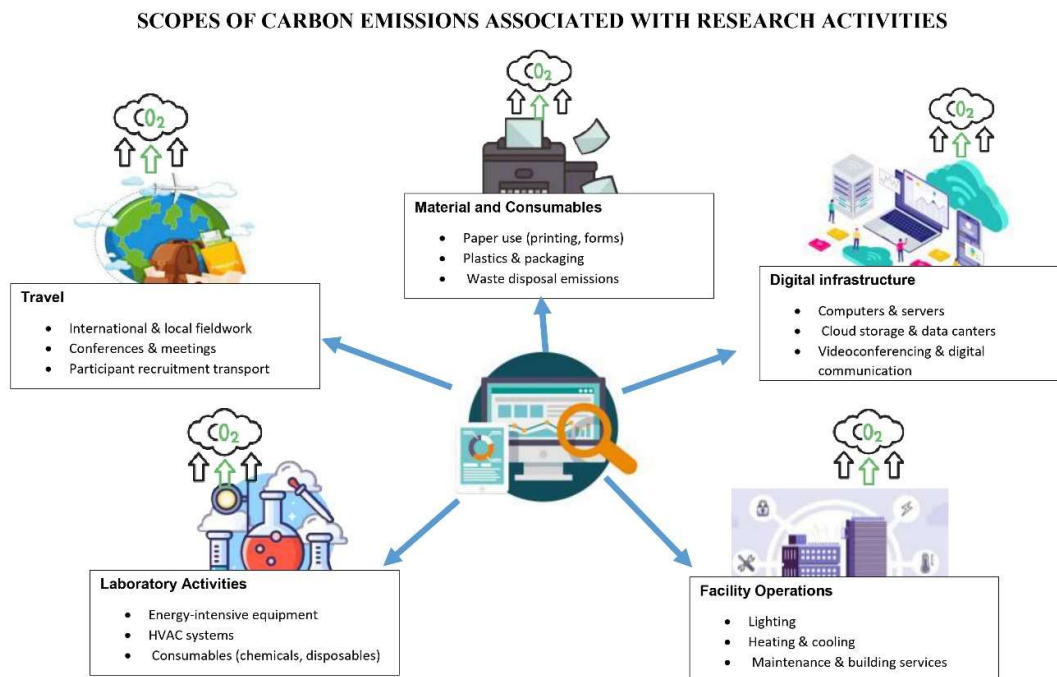 SCOPES OF CARBON EMISSIONS ASSOCIATED WITH RESEARCH ACTIVITIES
CO2
CO2
CO2
Material and Consumables
• Paper use (printing, forms)
• Plastics & packaging
• Waste disposal emissions
Travel
• International & local fieldwork
• Conferences & meetings
• Participant recruitment transport
Digital infrastructure
• Computers & servers
• Cloud storage & data canters
• Videoconferencing & digital
communication
CO2
CO2
Laboratory Activities
• Energy-intensive equipment
• HVAC systems
• Consumables (chemicals, disposables)
Facility Operations
• Lighting
• Heating & cooling
• Maintenance & building services